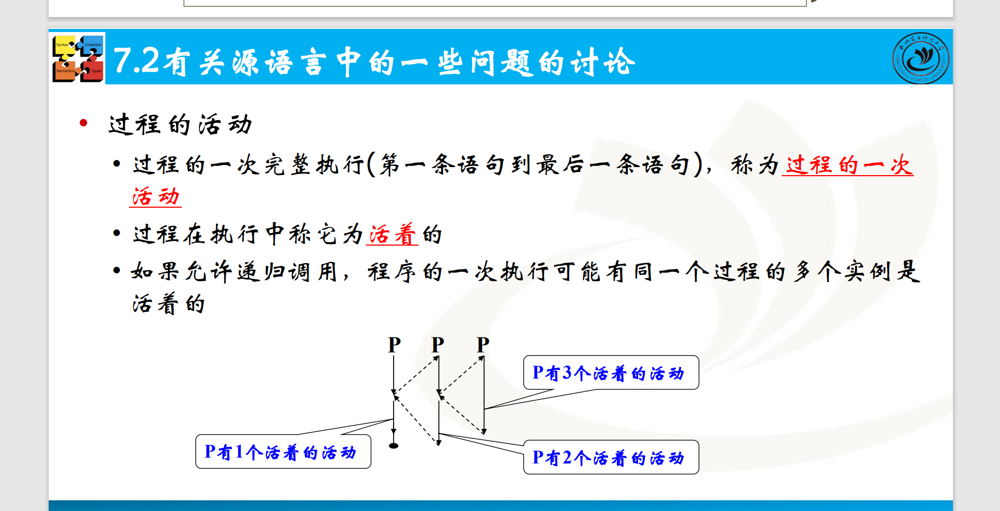 Syntax
CodeGen
Semantics
Types
7.2有关源语言中的一些问题的讨论
HANGZHOU DIANZI UNIVERSITY
• 过程的活动
• 过程的一次完整执行(第一条语句到最后一条语句)，称为过程的一次
活动
• 过程在执行中称它为活着的
• 如果允许递归调用，程序的一次执行可能有同一个过程的多个实例是
活着的
P P P
P有3个活着的活动
P有1个活着的活动
P有2个活着的活动